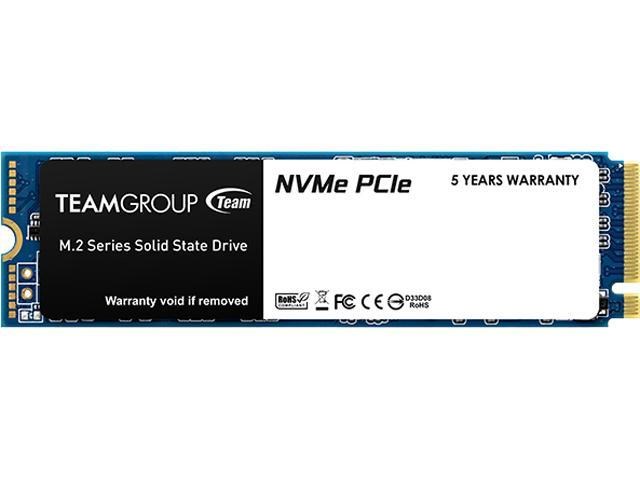 TEAMGROUP Team
M.2 Series Solid State Drive
Warranty void if removed
NVMe PCIe
5 YEARS WARRANTY
RoHS
COMPLIANT
FC CE
D33D08
RoHS